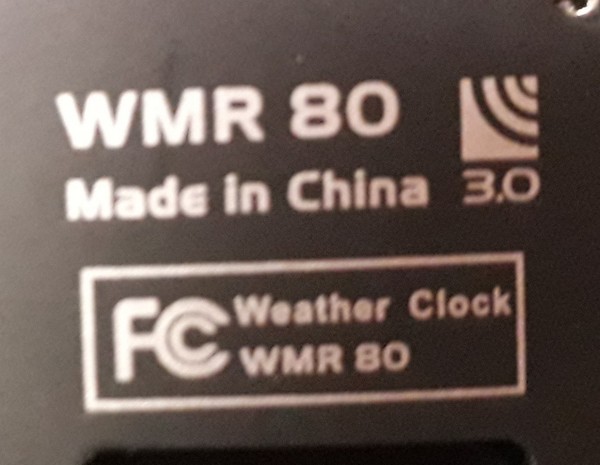 WMR 80
Made in China
3.0
FC Weather Clock
WMR 80